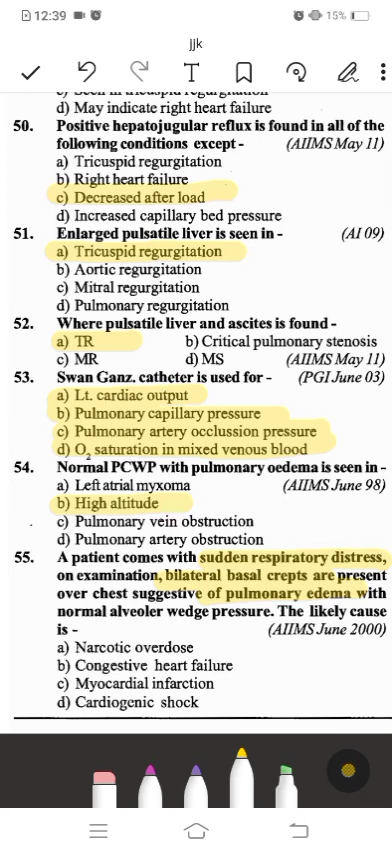 12:39
15%
jjk
T
d) May indicate right heart failure
50. Positive hepatojugular reflux is found in all of the
following conditions except - (AIIMS May 11)
a) Tricuspid regurgitation
b) Right heart failure
c) Decreased after load
d) Increased capillary bed pressure
51. Enlarged pulsatile liver is seen in - (AI 09)
a) Tricuspid regurgitation
b) Aortic regurgitation
c) Mitral regurgitation
d) Pulmonary regurgitation
52. Where pulsatile liver and ascites is found -
a) TR b) Critical pulmonary stenosis
c) MR d) MS (AIIMS May 11)
53. Swan Ganz. catheter is used for - (PGI June 03)
a) Lt. cardiac output
b) Pulmonary capillary pressure
c) Pulmonary artery occlussion pressure
d) O₂ saturation in mixed venous blood
54. Normal PCWP with pulmonary oedema is seen in -
a) Left atrial myxoma (AIIMS June 98)
b) High altitude
c) Pulmonary vein obstruction
d) Pulmonary artery obstruction
55. A patient comes with sudden respiratory distress,
on examination, bilateral basal crepts are present
over chest suggestive of pulmonary edema with
normal alveoler wedge pressure. The likely cause
is - (AIIMS June 2000)
a) Narcotic overdose
b) Congestive heart failure
c) Myocardial infarction
d) Cardiogenic shock